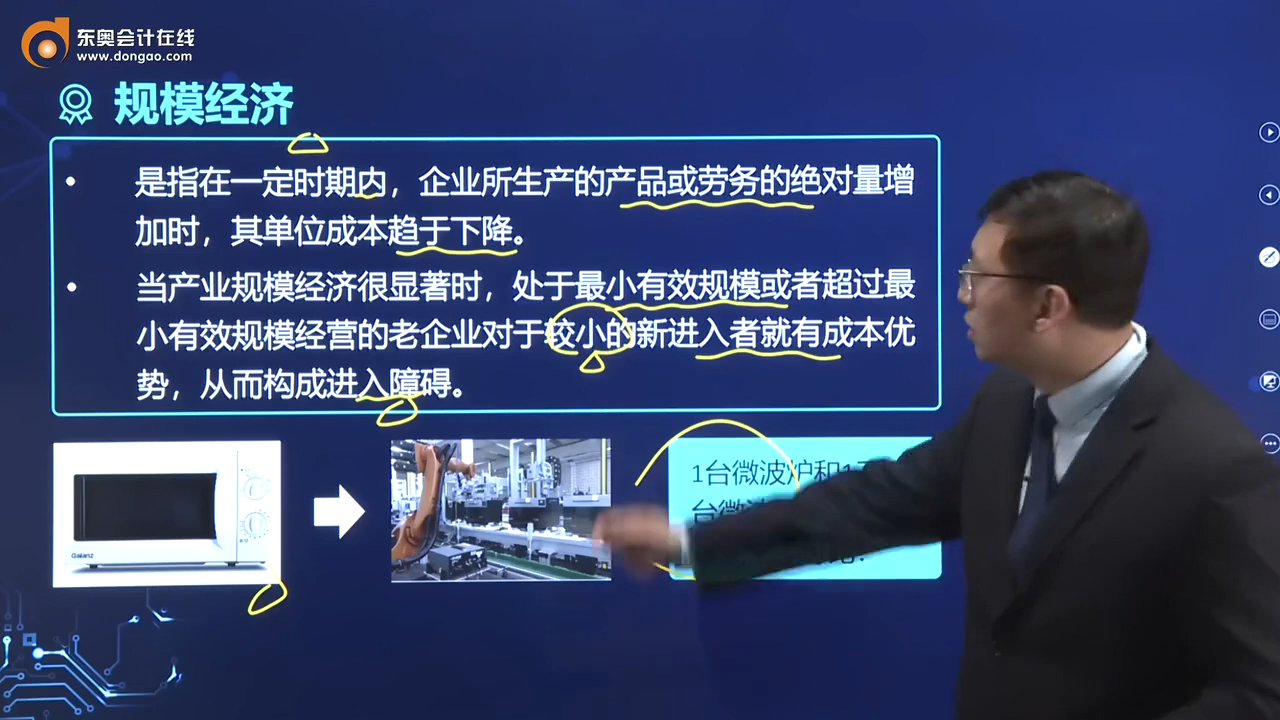 东奥会计在线
www.dongao.com
规模经济
• 是指在一定时期内，企业所生产的产品或劳务的绝对量增
加时，其单位成本趋于下降。
• 当产业规模经济很显著时，处于最小有效规模或者超过最
小有效规模经营的老企业对于较小的新进入者就有成本优
势，从而构成进入障碍。
Galanz
1台微波炉和1
台微波